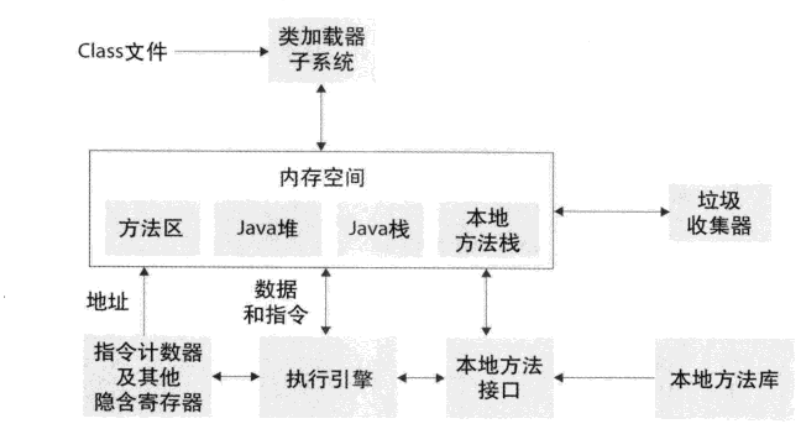 Class文件
类加载器
子系统
内存空间
方法区
Java堆
Java栈
本地
方法栈
垃圾
收集器
地址
数据
和指令
指令计数器
及其他
隐含寄存器
执行引擎
本地方法
接口
本地方法库